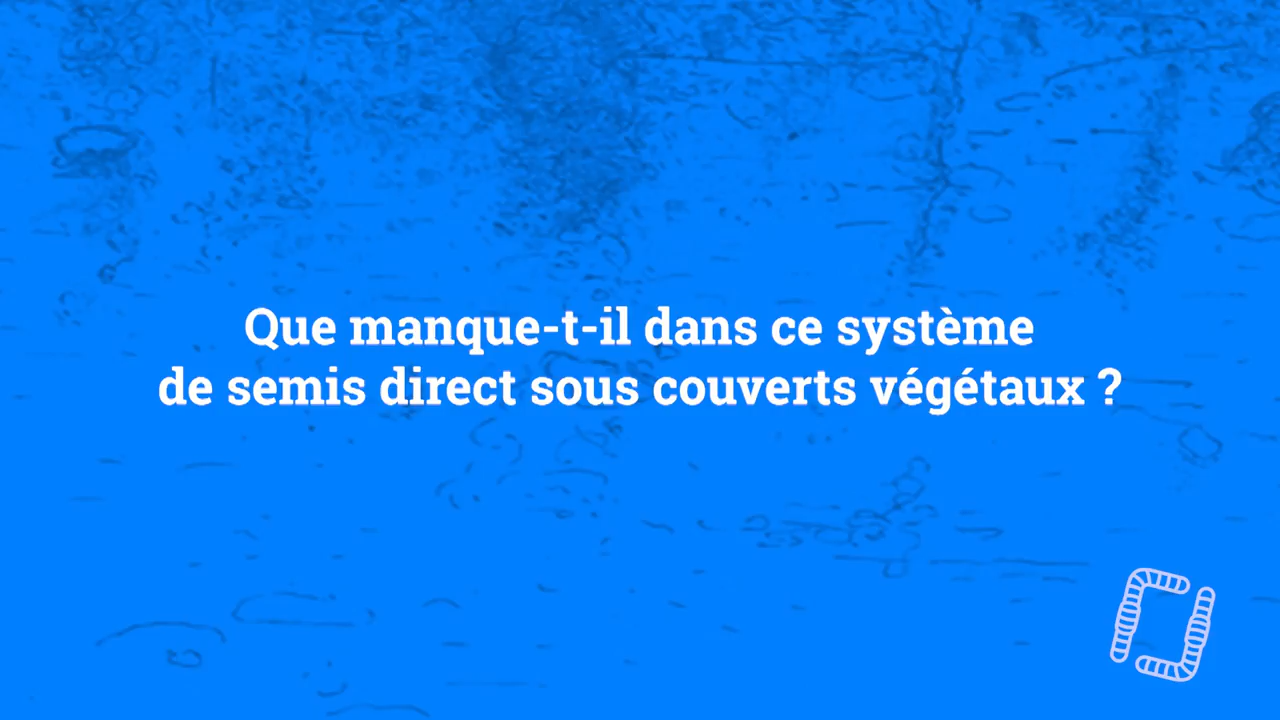 Que manque-t-il dans ce système
de semis direct sous couverts végétaux ?